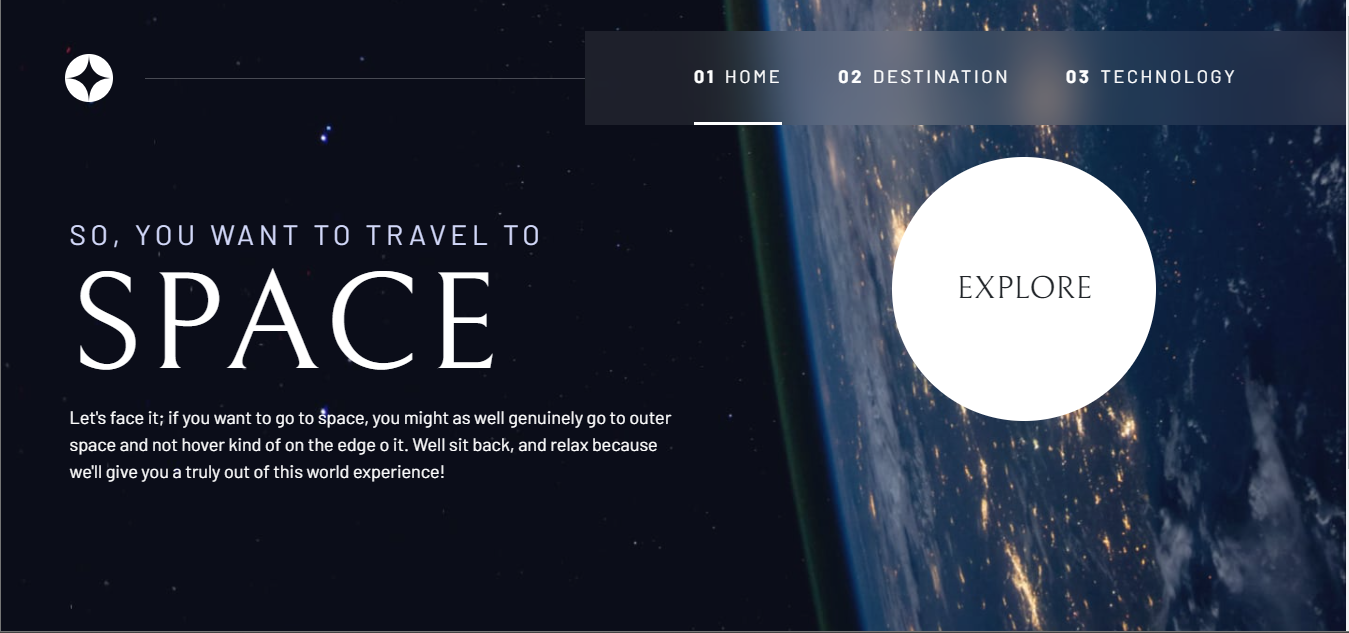 01 HOME 02 DESTINATION 03 TECHNOLOGY
SO, YOU WANT TO TRAVEL TO
SPACE
EXPLORE
Let's face it; if you want to go to space, you might as well genuinely go to outer
space and not hover kind of on the edge o it. Well sit back, and relax because
we'll give you a truly out of this world experience!